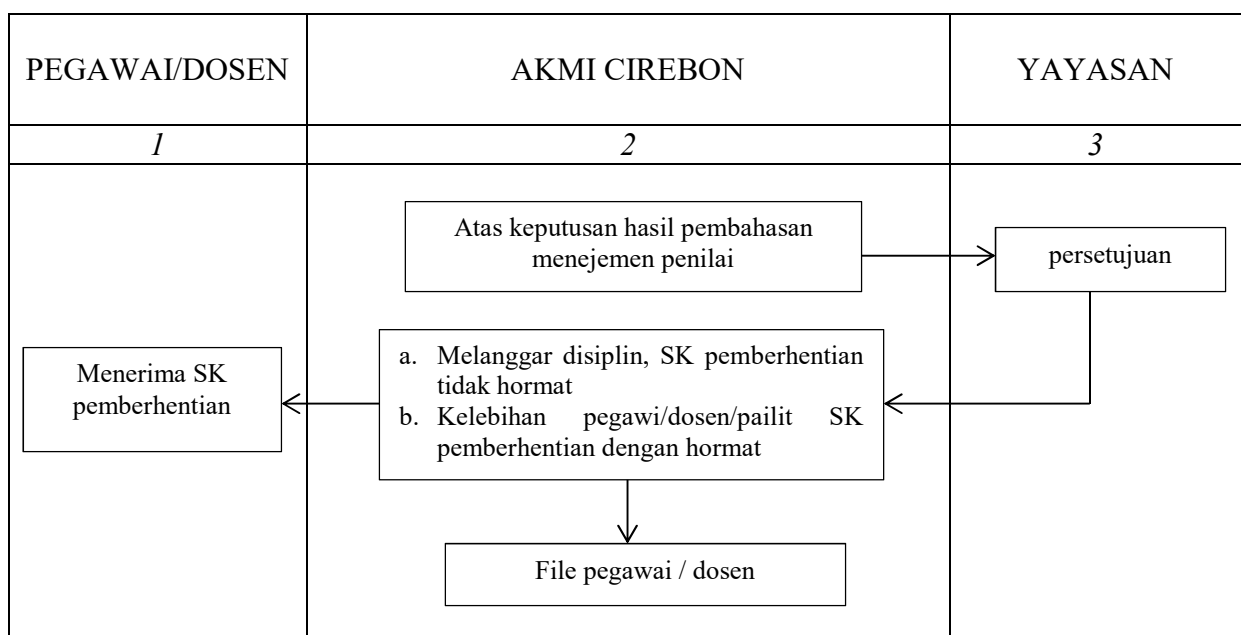 PEGAWAI/DOSEN
AKMI CIREBON
YAYASAN
1
2
3
Atas keputusan hasil pembahasan
menejemen penilai
persetujuan
Menerima SK
pemberhentian
a. Melanggar disiplin, SK pemberhentian
tidak hormat
b. Kelebihan pegawi/dosen/pailit SK
pemberhentian dengan hormat
File pegawai / dosen